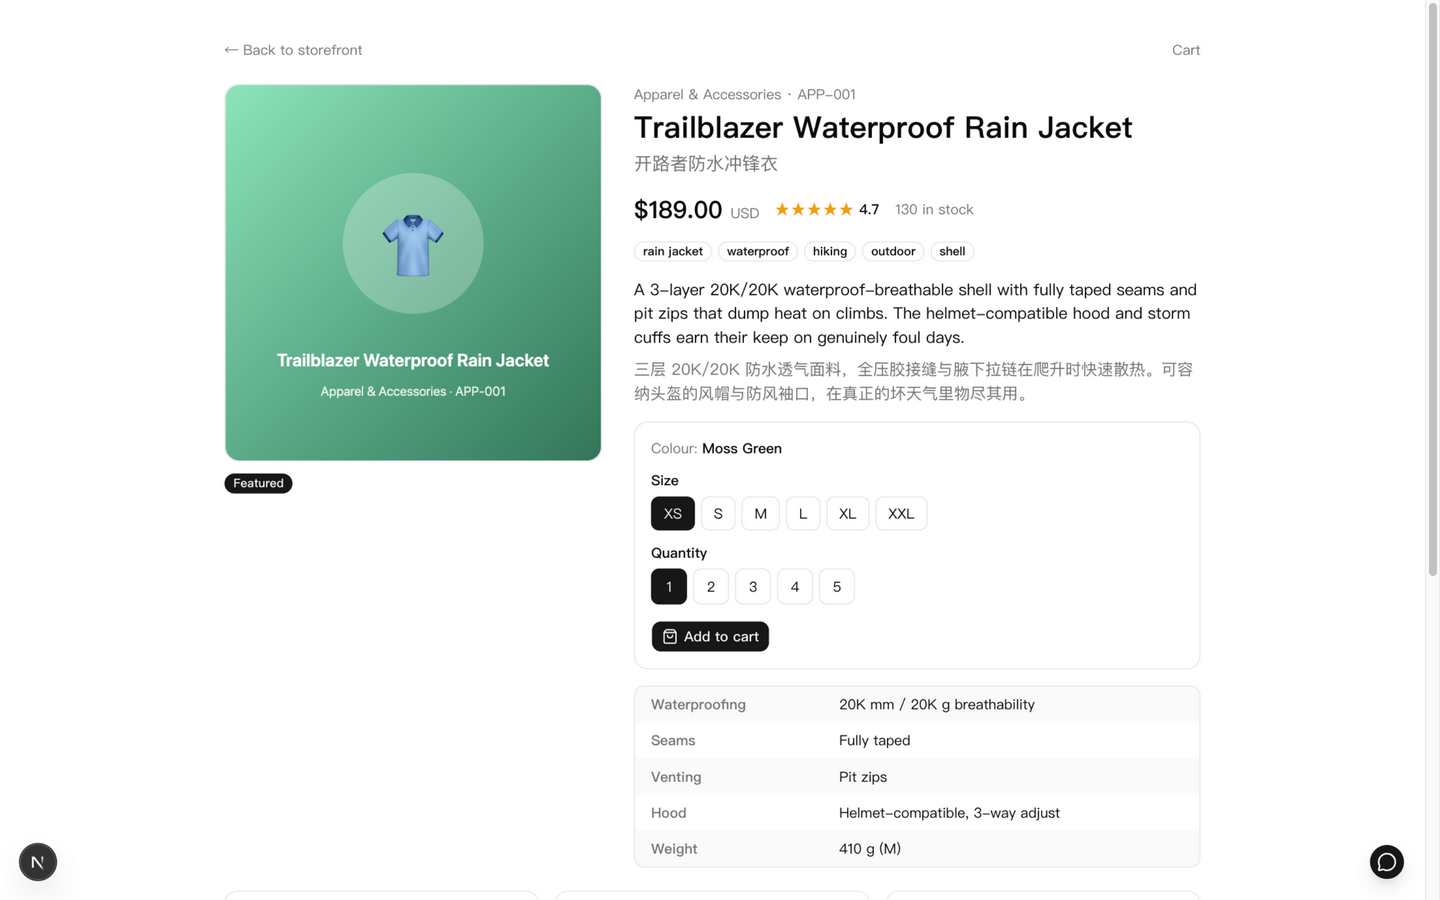 ← Back to storefront
Cart
Trailblazer Waterproof Rain Jacket
Apparel & Accessories · APP-001
Featured
Apparel & Accessories · APP-001
Trailblazer Waterproof Rain Jacket
开路者防水冲锋衣
$189.00 USD ★★★★★ 4.7 130 in stock
rain jacket waterproof hiking outdoor shell
A 3-layer 20K/20K waterproof-breathable shell with fully taped seams and
pit zips that dump heat on climbs. The helmet-compatible hood and storm
cuffs earn their keep on genuinely foul days.
三层 20K/20K 防水透气面料，全压胶接缝与腋下拉链在爬升时快速散热。可容
纳头盔的风帽与防风袖口，在真正的坏天气里物尽其用。
Colour: Moss Green
Size
XS S M L XL XXL
Quantity
1 2 3 4 5
Add to cart
Waterproofing 20K mm / 20K g breathability
Seams Fully taped
Venting Pit zips
Hood Helmet-compatible, 3-way adjust
Weight 410 g (M)
N